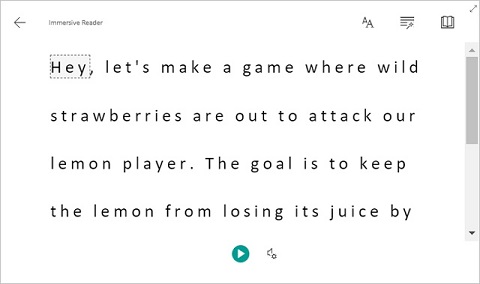 Immersive Reader
AA
Hey, let's make a game where wild
strawberries are out to attack our
lemon player. The goal is to keep
the lemon from losing its juice by